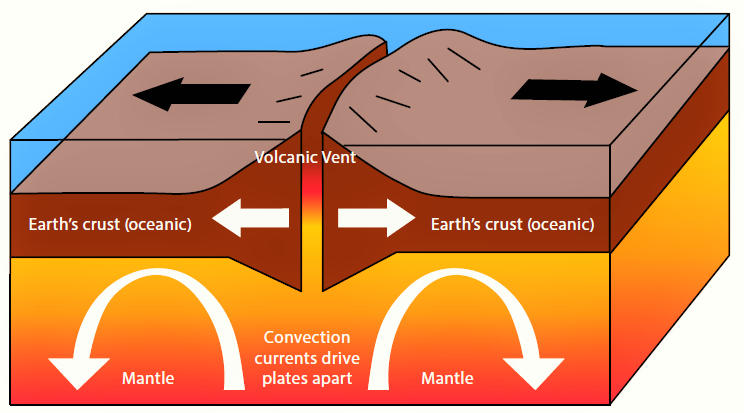 Volcanic Vent
Earth's crust (oceanic)
Earth's crust (oceanic)
Convection
currents drive
plates apart
Mantle
Mantle